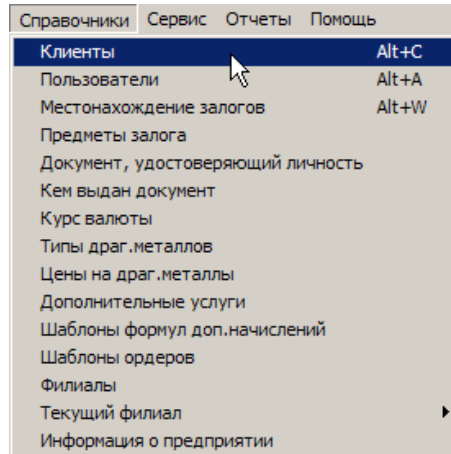 Справочники Сервис Отчеты Помощь
Клиенты Alt+C
Пользователи Alt+A
Местонахождение залогов Alt+W
Предметы залога
Документ, удостоверяющий личность
Кем выдан документ
Курс валюты
Типы драг.металлов
Цены на драг.металлы
Дополнительные услуги
Шаблоны формул доп.начислений
Шаблоны ордеров
Филиалы
Текущий филиал
Информация о предприятии